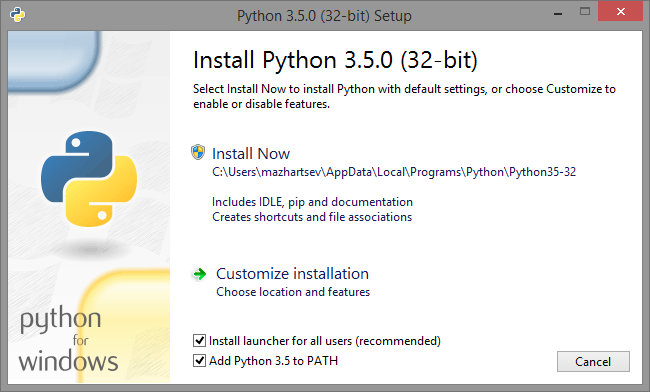 Python 3.5.0 (32-bit) Setup
Install Python 3.5.0 (32-bit)
Select Install Now to install Python with default settings, or choose Customize to
enable or disable features.
Install Now
C:\Users\mazhartsev\AppData\Local\Programs\Python\Python35-32
Includes IDLE, pip and documentation
Creates shortcuts and file associations
Customize installation
Choose location and features
Install launcher for all users (recommended)
Add Python 3.5 to PATH
Cancel
python
for
windows